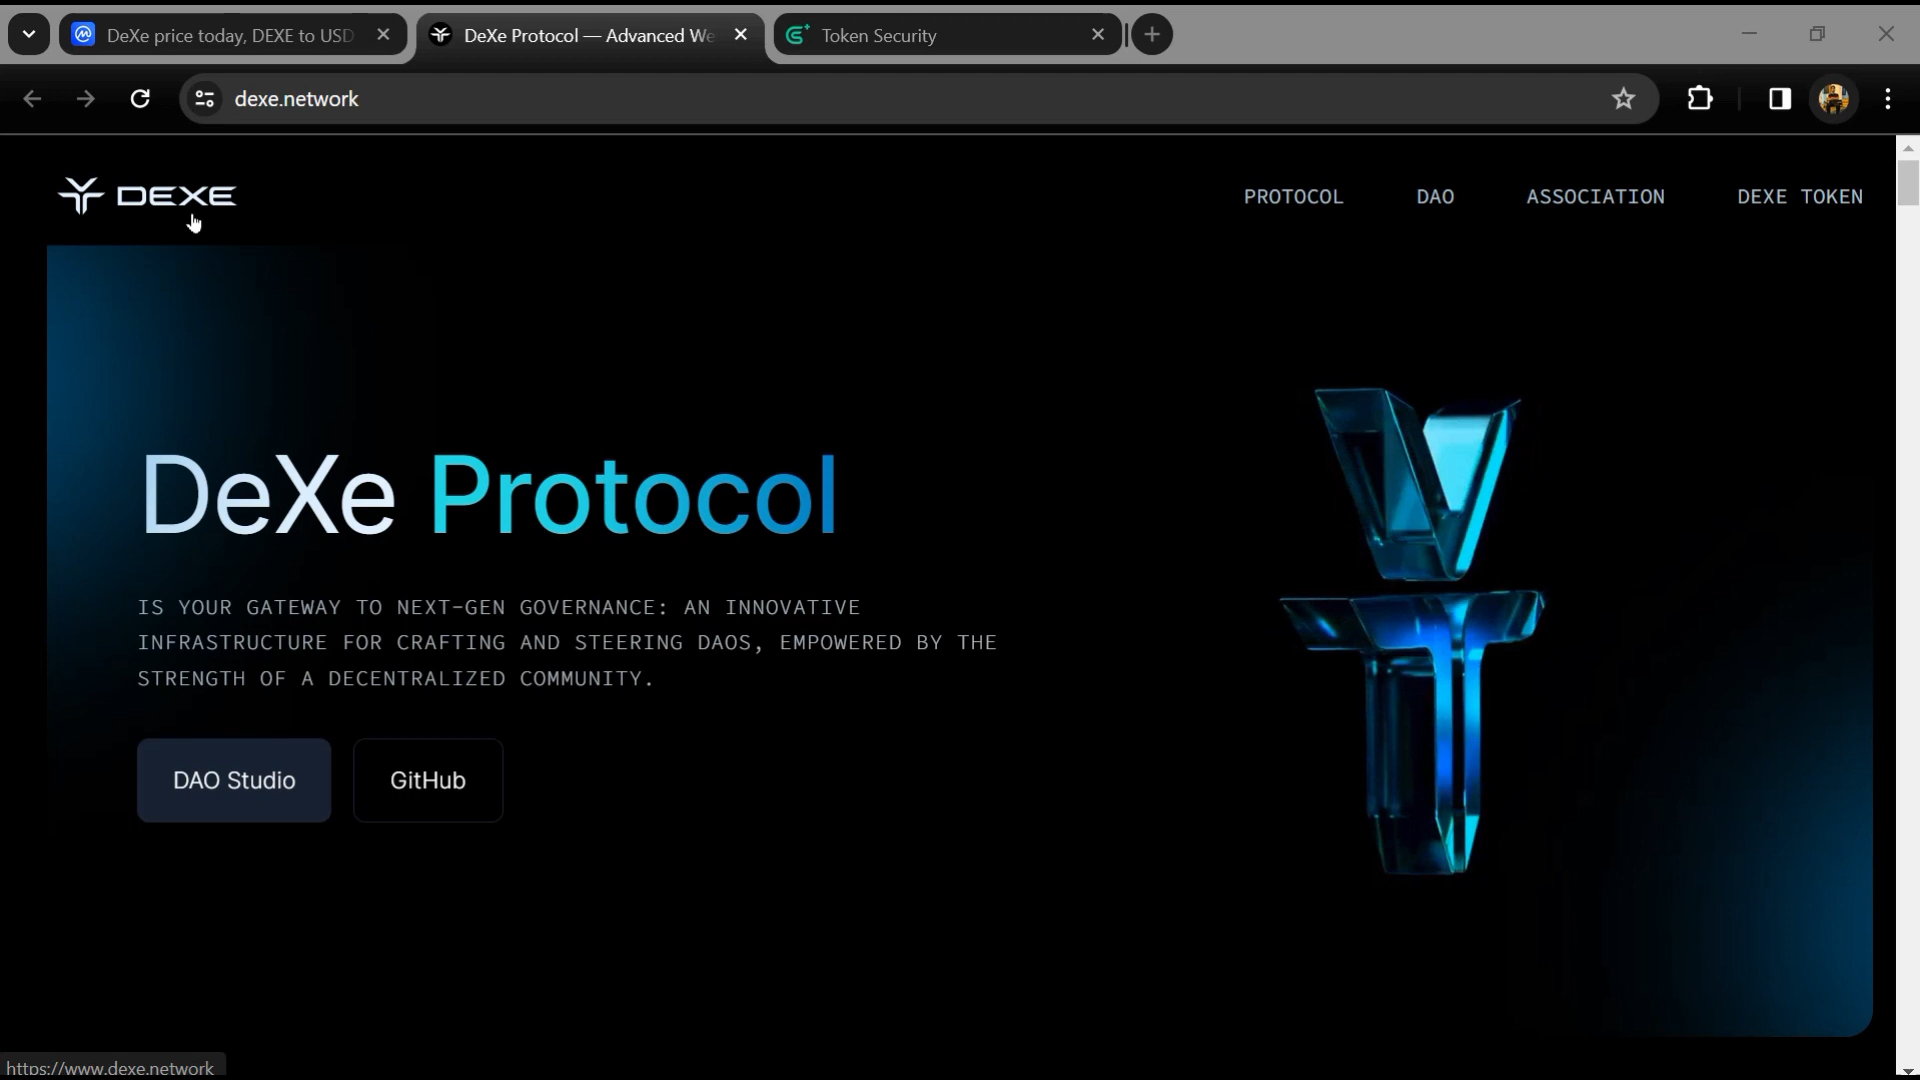 DeXe price today, DEXE to USD
DeXe Protocol — Advanced We
Token Security
dexe.network
DEXE
PROTOCOL
DAO
ASSOCIATION
DEXE TOKEN
DeXe Protocol
IS YOUR GATEWAY TO NEXT-GEN GOVERNANCE: AN INNOVATIVE
INFRASTRUCTURE FOR CRAFTING AND STEERING DAOS, EMPOWERED BY THE
STRENGTH OF A DECENTRALIZED COMMUNITY.
DAO Studio
GitHub
https://www.dexe.network